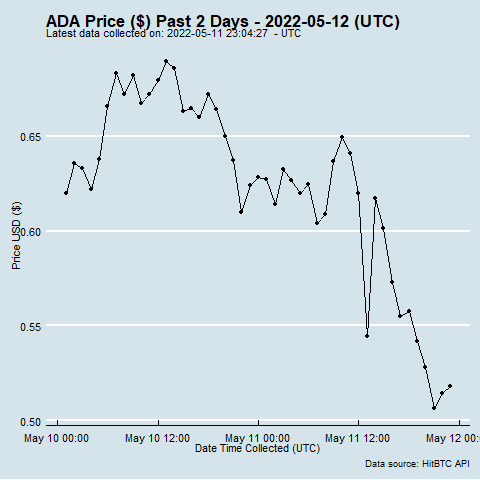 ADA Price ($) Past 2 Days - 2022-05-12 (UTC)
Latest data collected on: 2022-05-11 23:04:27 - UTC
0.65
0.60
0.55
0.50
Price USD ($)
May 10 00:00
May 10 12:00
May 11 00:00
May 11 12:00
May 12 00:
Date Time Collected (UTC)
Data source: HitBTC API